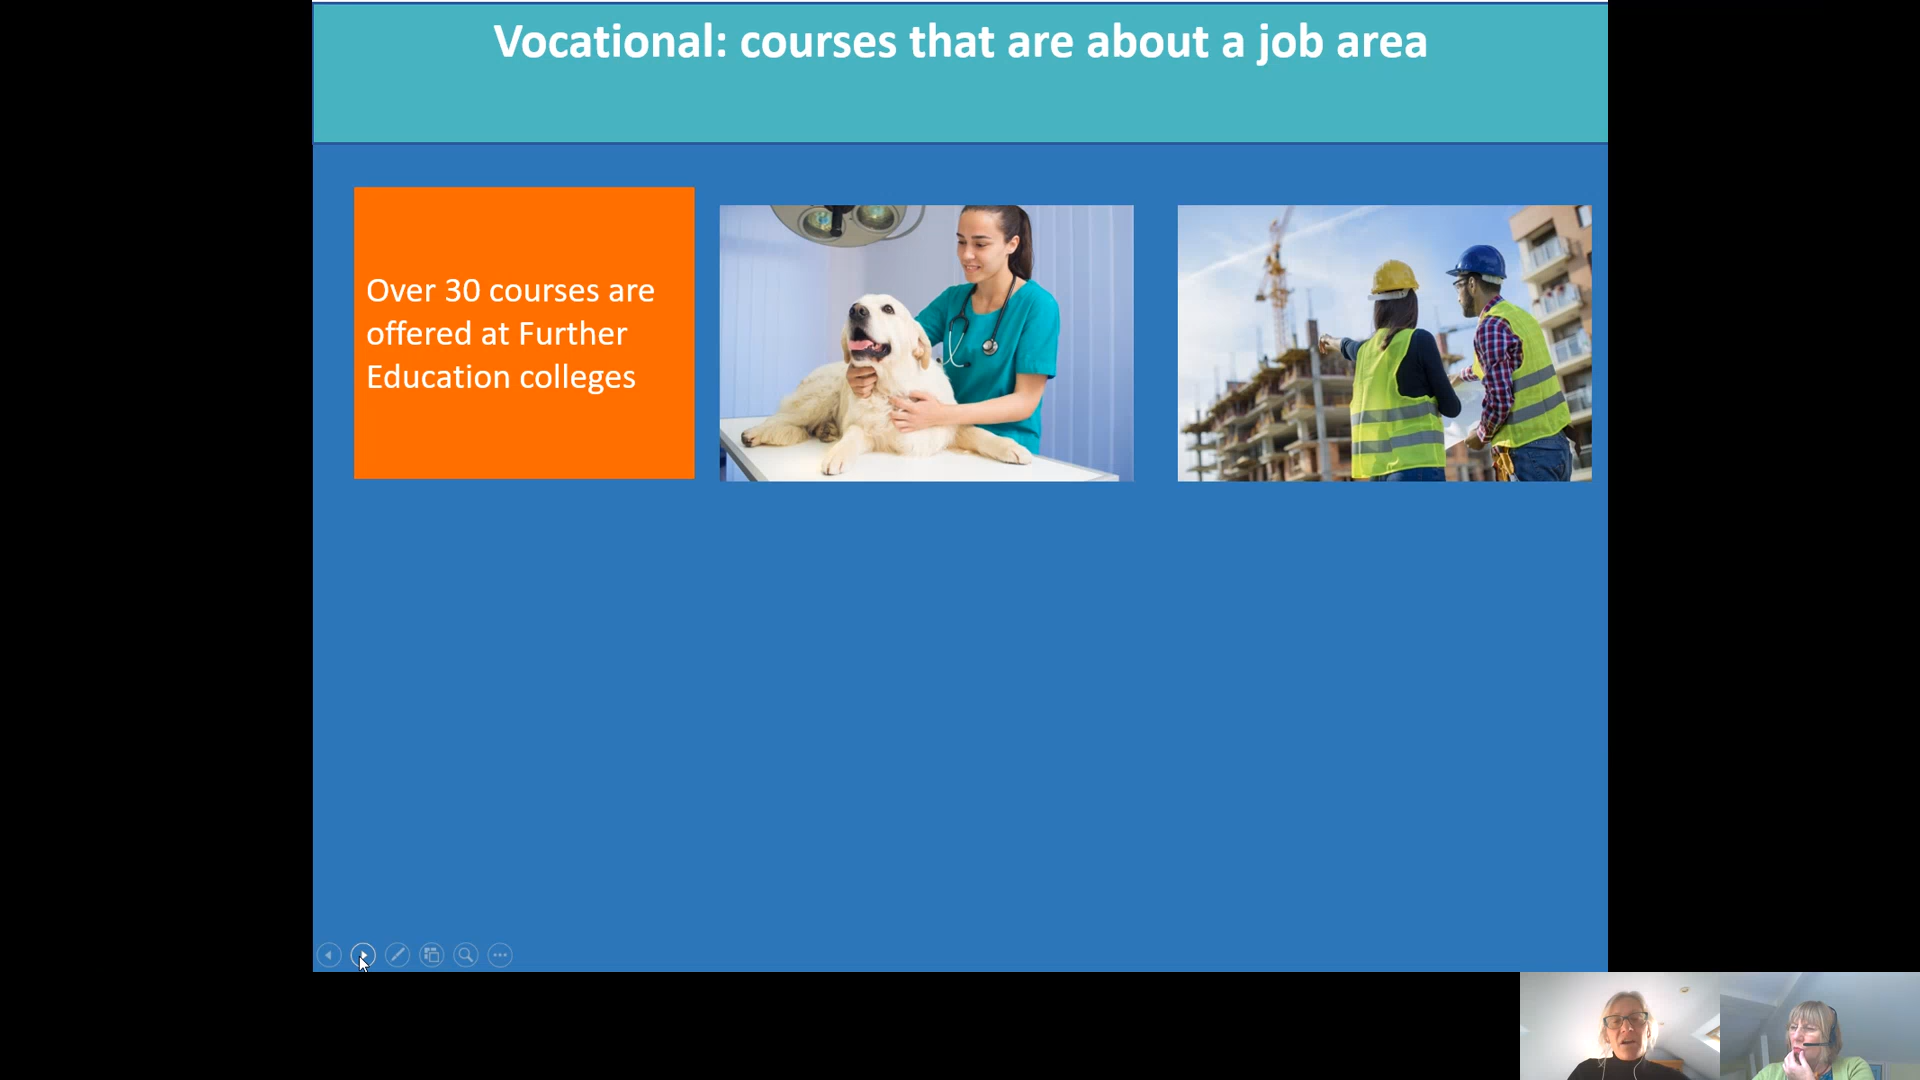 Vocational: courses that are about a job area
Over 30 courses are
offered at Further
Education colleges